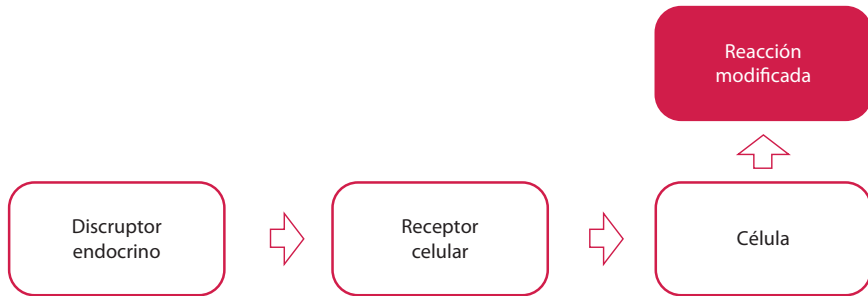 Reacción
modificada
Discruptor
endocrino
Receptor
celular
Célula